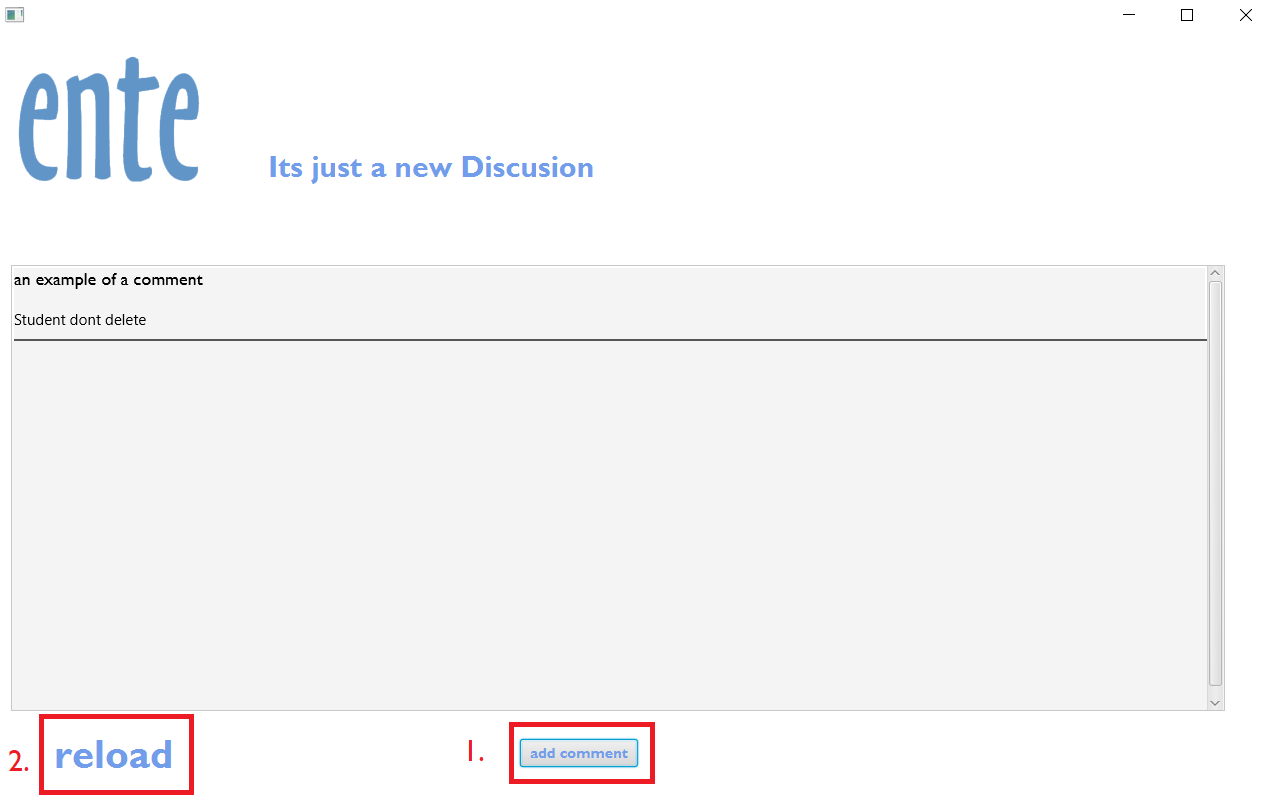 ente
Its just a new Discusion
an example of a comment
Student dont delete
2. reload
1. add comment